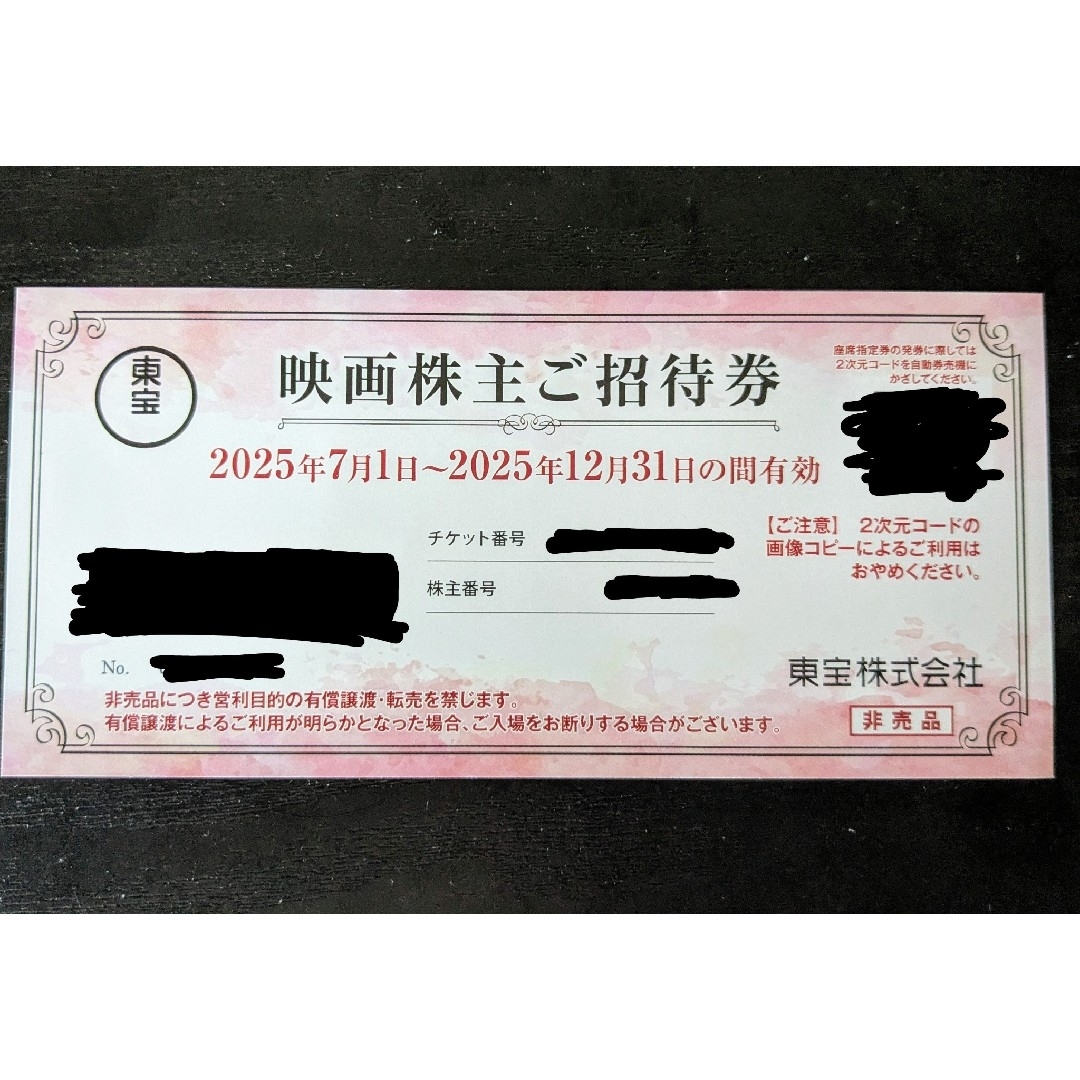 東宝
映画株主ご招待券
座席指定券の発券に際しては
2次元コードを自動券売機に
かざしてください。
2025年7月1日～2025年12月31日の間有効
チケット番号
株主番号
【ご注意】 2次元コードの
画像コピーによるご利用は
おやめください。
No.
東宝株式会社
非売品につき営利目的の有償譲渡・転売を禁じます。
有償譲渡によるご利用が明らかとなった場合、ご入場をお断りする場合がございます。
非売品